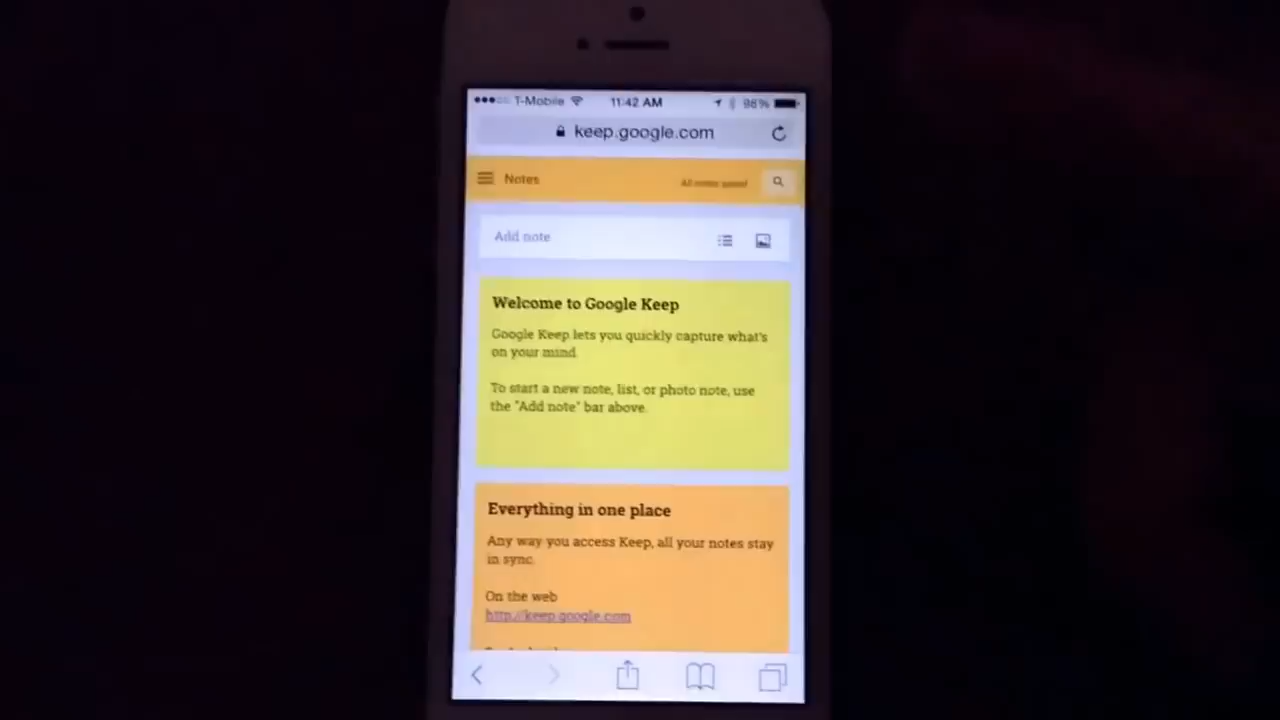 T-Mobile 11:42 AM 98%
keep.google.com
Notes All notes saved
Add note
Welcome to Google Keep
Google Keep lets you quickly capture what's
on your mind.
To start a new note, list, or photo note, use
the "Add note" bar above.
Everything in one place
Any way you access Keep, all your notes stay
in sync.
On the web
http://keep.google.com